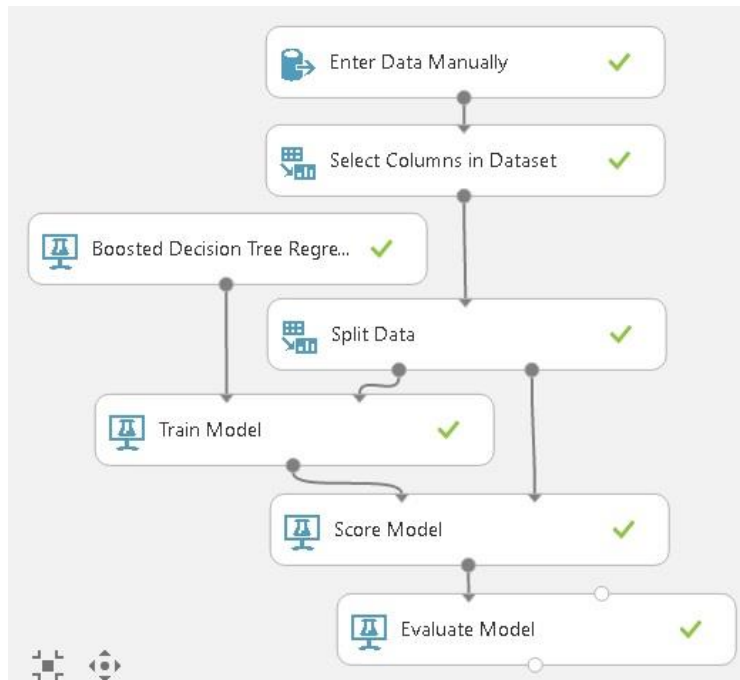 Enter Data Manually
Select Columns in Dataset
Boosted Decision Tree Regre...
Split Data
Train Model
Score Model
Evaluate Model